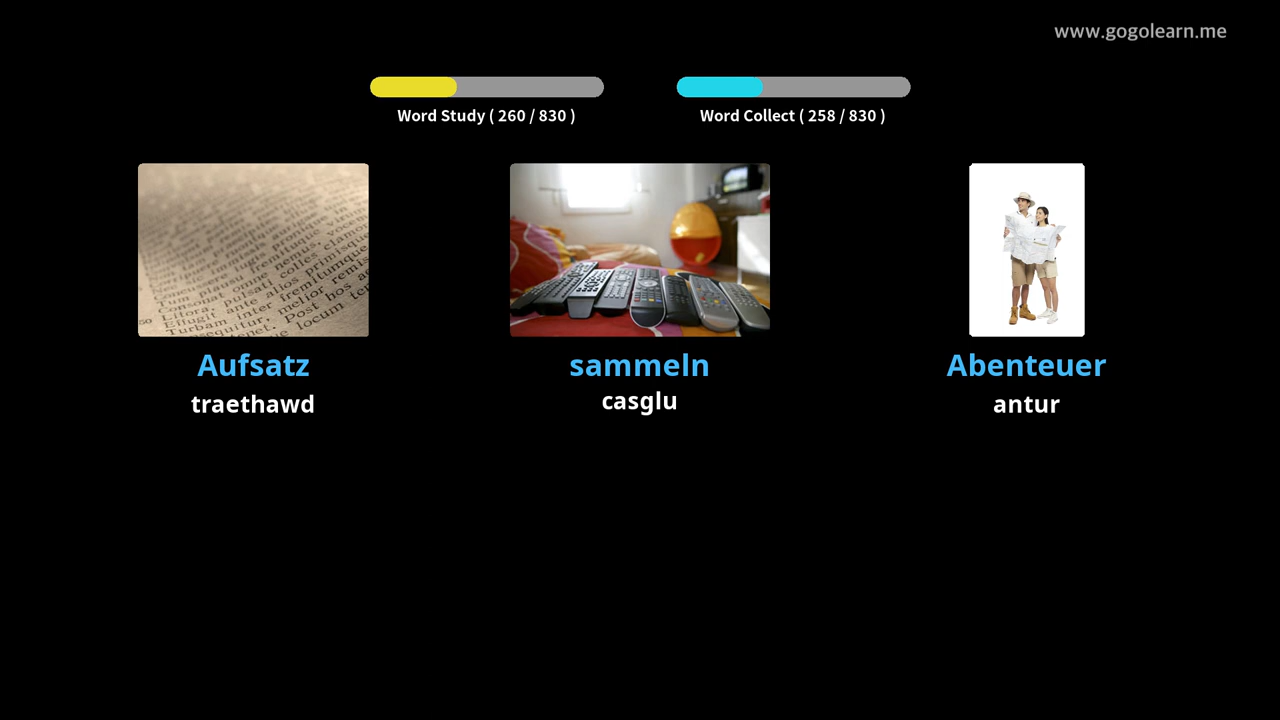 www.gogolearn.me
Word Study ( 260 / 830 )
Word Collect ( 258 / 830 )
Aufsatz
traethawd
sammeln
casglu
Abenteuer
antur